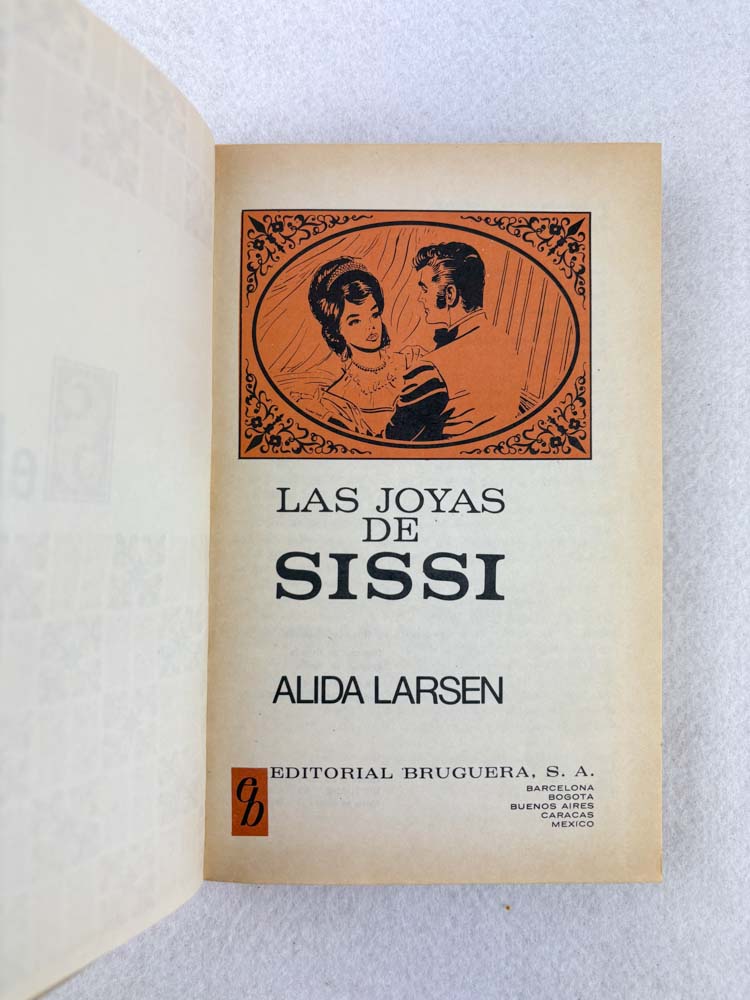 LAS JOYAS
DE
SISSI
ALIDA LARSEN
eb
EDITORIAL BRUGUERA, S. A.
BARCELONA
BOGOTA
BUENOS AIRES
CARACAS
MEXICO